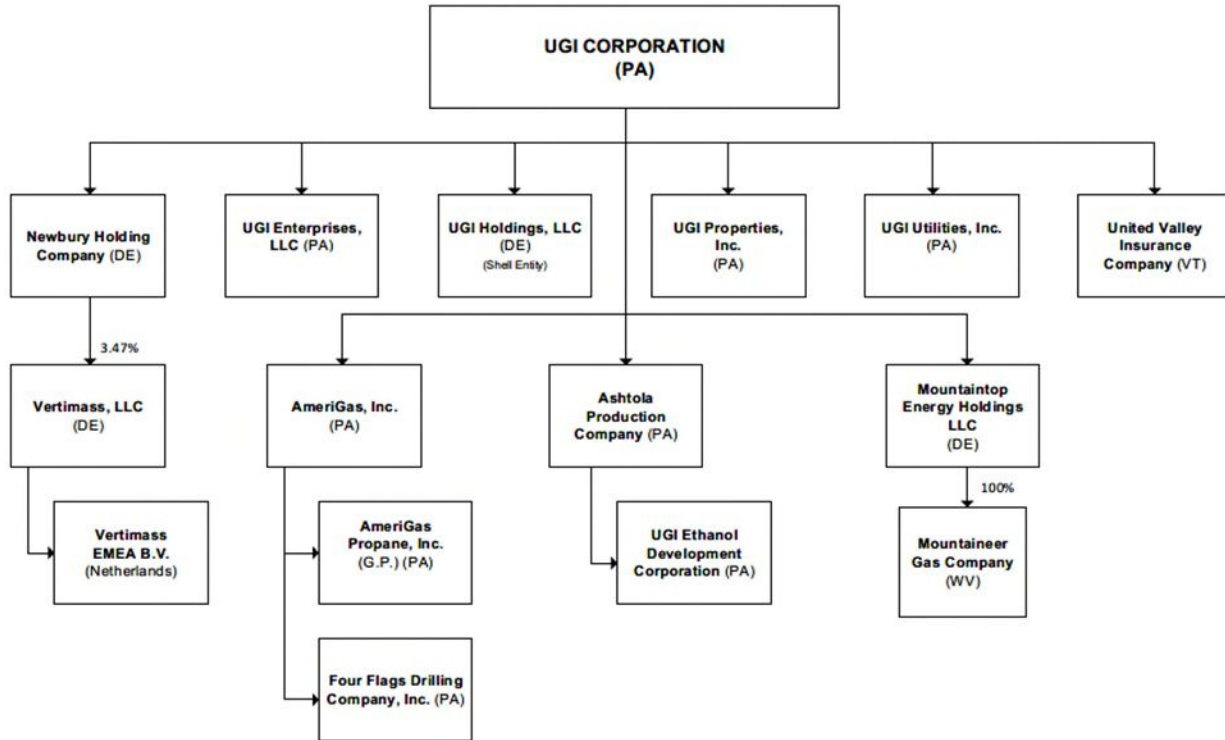 UGI CORPORATION
(PA)
Newbury Holding
Company (DE)
UGI Enterprises,
LLC (PA)
UGI Holdings, LLC
(DE)
(Shell Entity)
UGI Properties,
Inc.
(PA)
UGI Utilities, Inc.
(PA)
United Valley
Insurance
Company (VT)
3.47%
Vertimass, LLC
(DE)
AmeriGas, Inc.
(PA)
Ashtola
Production
Company (PA)
Mountaintop
Energy Holdings
LLC
(DE)
100%
Vertimass
EMEA B.V.
(Netherlands)
AmeriGas
Propane, Inc.
(G.P.) (PA)
UGI Ethanol
Development
Corporation (PA)
Mountaineer
Gas Company
(WV)
Four Flags Drilling
Company, Inc. (PA)